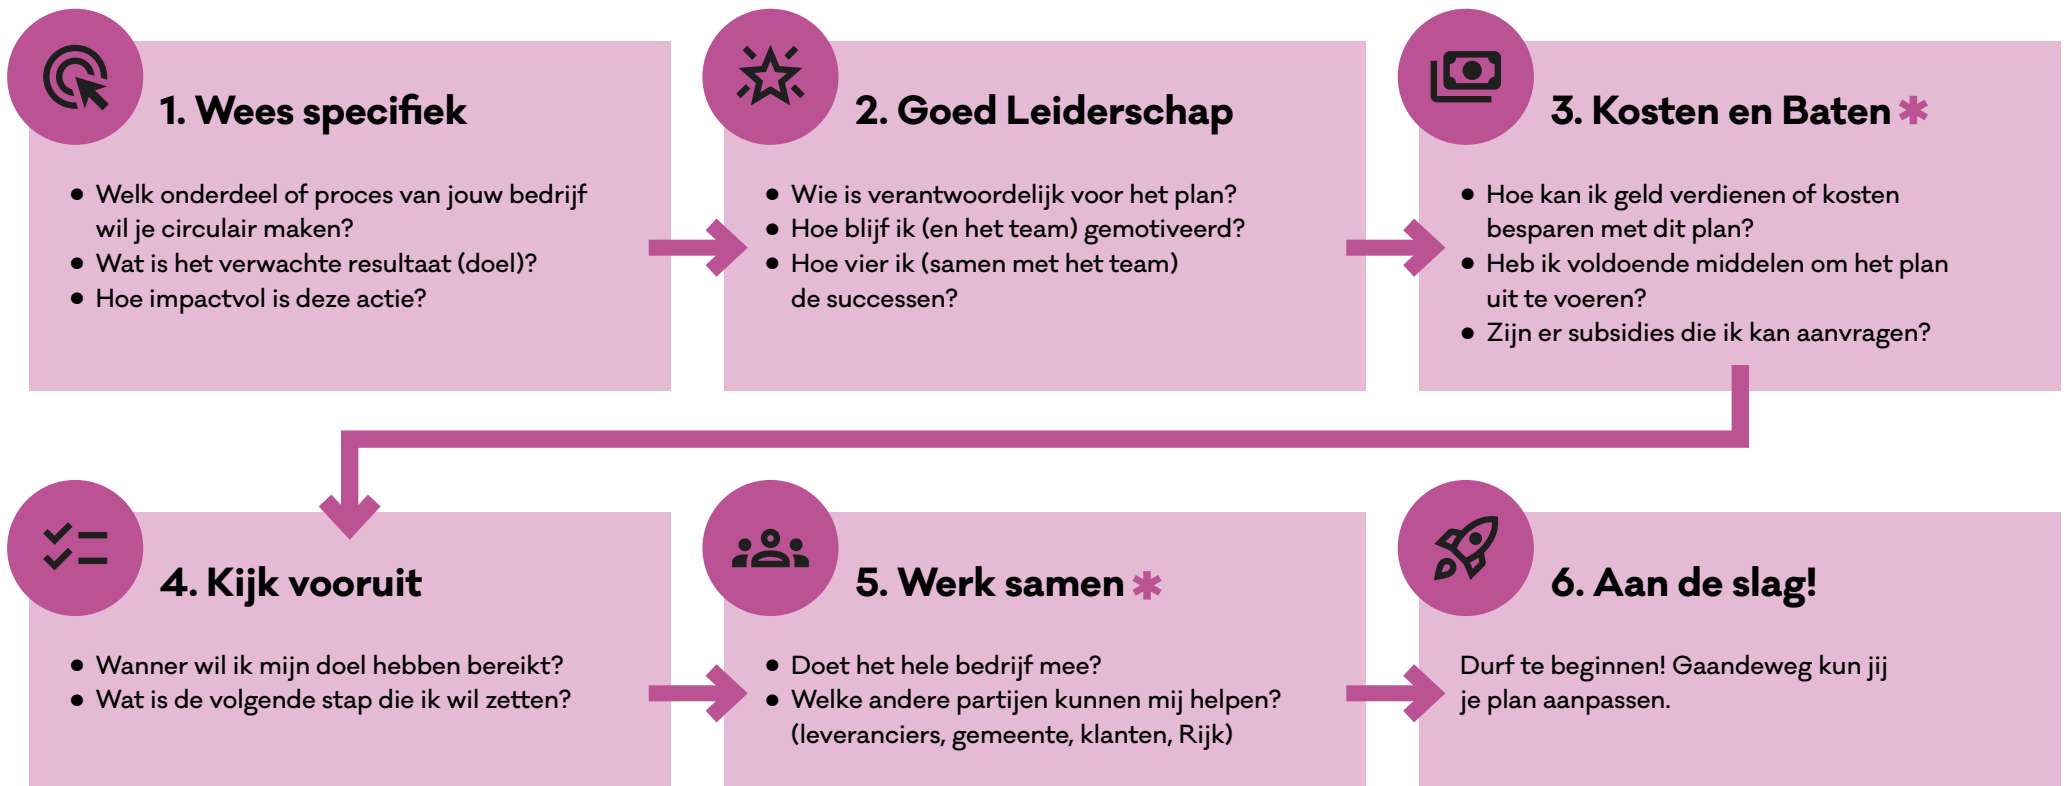 1. Wees specifiek
• Welk onderdeel of proces van jouw bedrijf
wil je circulair maken?
• Wat is het verwachte resultaat (doel)?
• Hoe impactvol is deze actie?
2. Goed Leiderschap
• Wie is verantwoordelijk voor het plan?
• Hoe blijf ik (en het team) gemotiveerd?
• Hoe vier ik (samen met het team)
de successen?
3. Kosten en Baten *
• Hoe kan ik geld verdienen of kosten
besparen met dit plan?
• Heb ik voldoende middelen om het plan
uit te voeren?
• Zijn er subsidies die ik kan aanvragen?
4. Kijk vooruit
• Wanner wil ik mijn doel hebben bereikt?
• Wat is de volgende stap die ik wil zetten?
5. Werk samen *
• Doet het hele bedrijf mee?
• Welke andere partijen kunnen mij helpen?
(leveranciers, gemeente, klanten, Rijk)
6. Aan de slag!
Durf te beginnen! Gaandeweg kun jij
je plan aanpassen.